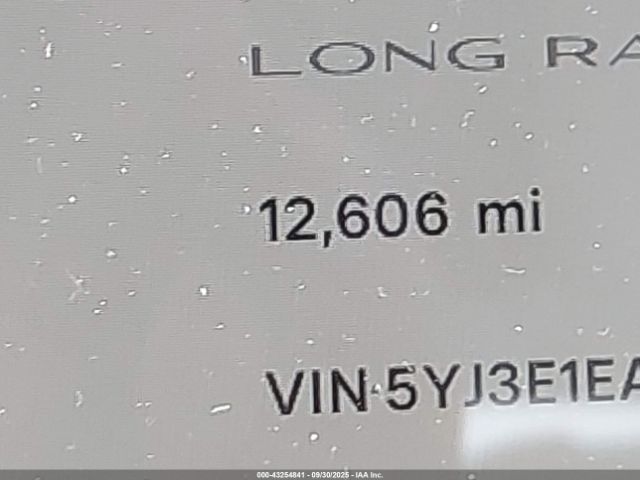 LONG RA
12,606 mi
VIN 5YJ3E1EA
000-43254841 - 09/30/2025 - IAA Inc.